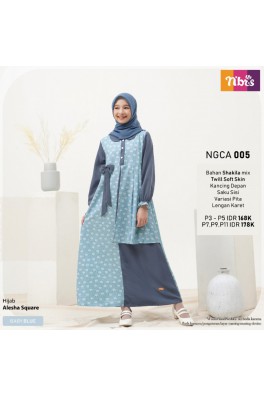 nibis
NGCA 005
Bahan Shakila mix
Twill Soft Skin
Kancing Depan
Saku Sisi
Variasi Pita
Lengan Karet
P3 - P5 IDR 168K
P7,P9,P11 IDR 178K
Hijab
Alesha Square